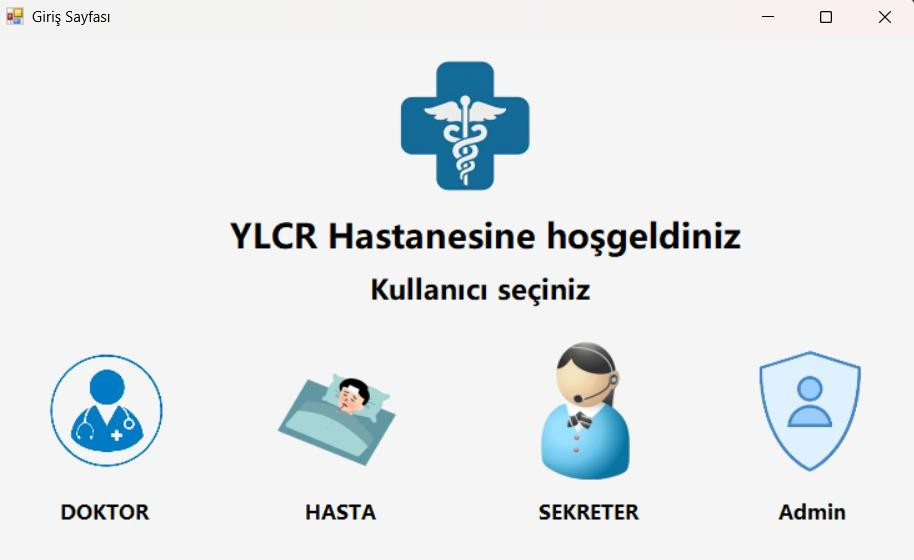 Giriş Sayfası
YLCR Hastanesine hoşgeldiniz
Kullanıcı seçiniz
DOKTOR HASTA SEKRETER Admin